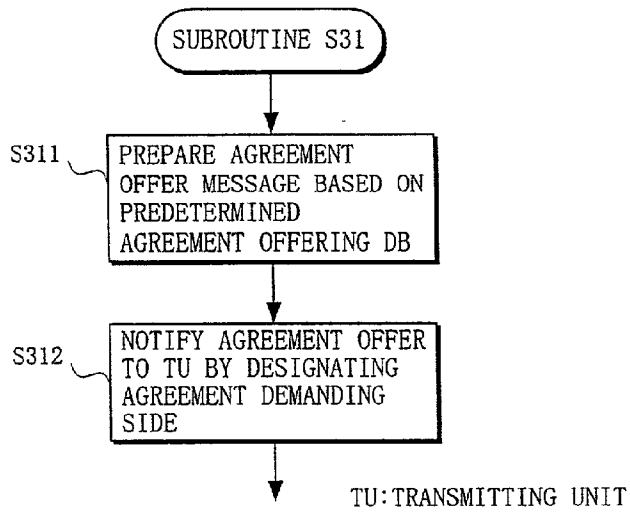 SUBROUTINE S31
S311
PREPARE AGREEMENT
OFFER MESSAGE BASED ON
PREDETERMINED
AGREEMENT OFFERING DB
S312
NOTIFY AGREEMENT OFFER
TO TU BY DESIGNATING
AGREEMENT DEMANDING
SIDE
TU:TRANSMITTING UNIT